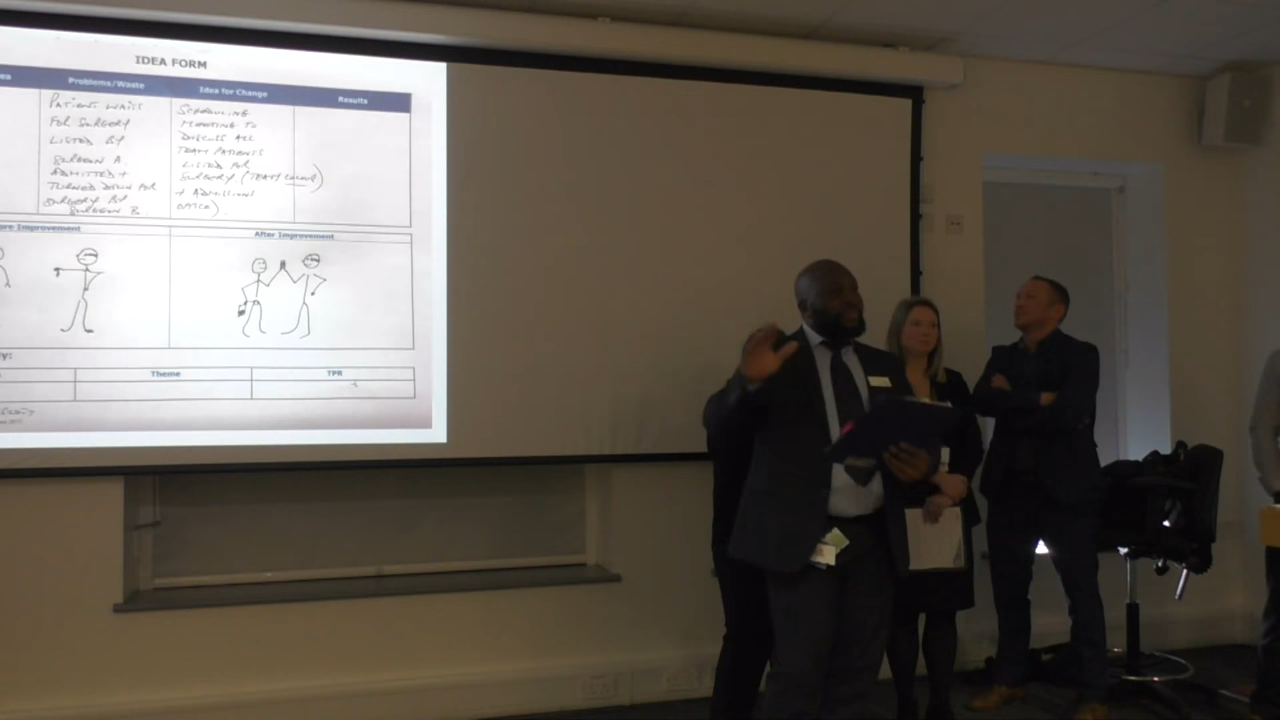 IDEA FORM
Problems/Waste
Idea for Change
Results
PATIENT WAITS
FOR SURGERY
LISTED BY
SURGEON A.
ADMITTED +
TURNED DOWN FOR
SURGERY BY
SURGEON B.
SCHEDULING
MEETING TO
DISCUSS ALL
TEAM PATIENTS
LISTED FOR
SURGERY (TEAM
+ ADMISSIONS
OFFICE)
Improvement
After Improvement
Theme
TPR